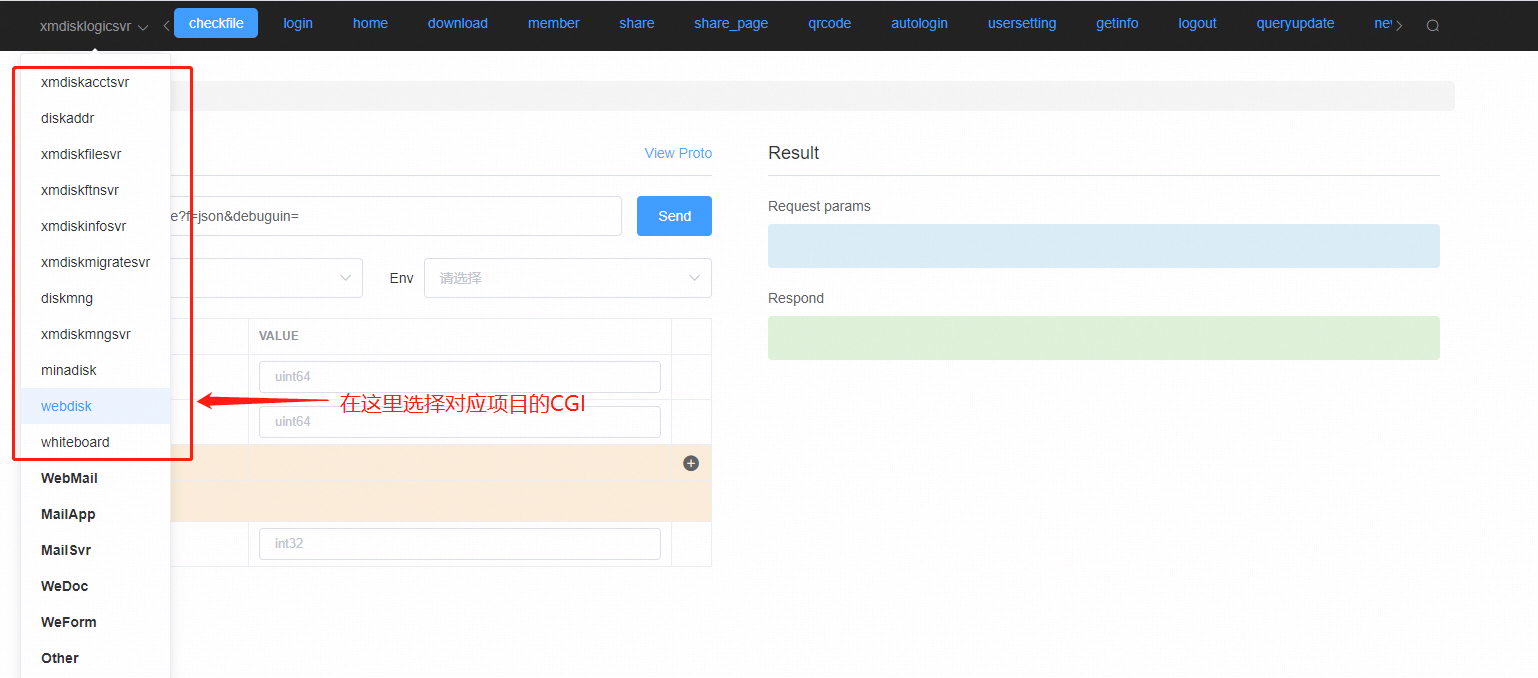 xmdisklogicsvr
checkfile login home download member share share_page qrcode autologin usersetting getinfo logout queryupdate
xmdiskacctsvr
diskaddr
xmdiskfilesvr
xmdiskftnsvr
xmdiskinfosvr
xmdiskmigratesvr
diskmng
xmdiskmngsvr
minadisk
webdisk
whiteboard
WebMail
MailApp
MailSvr
WeDoc
WeForm
Other
View Proto
e?f=json&debuguin=
Send
Env 请选择
VALUE
uint64
在这里选择对应项目的CGI
uint64
int32
Result
Request params
Respond